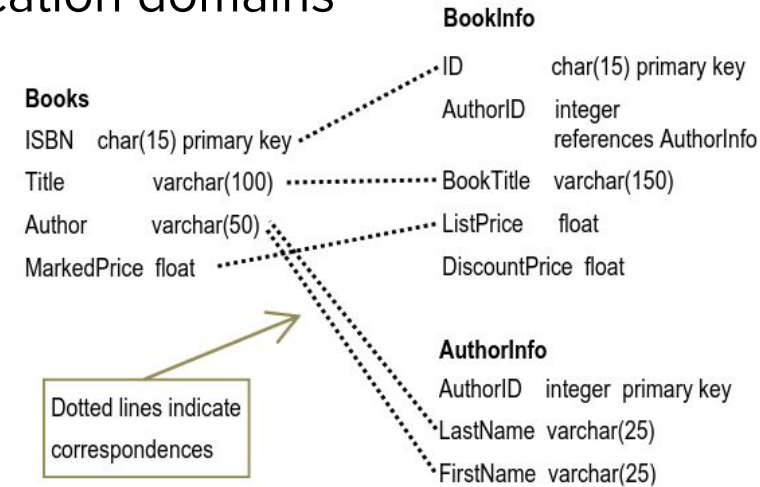 cation domains
Books
ISBN char(15) primary key
Title varchar(100)
Author varchar(50)
MarkedPrice float
Dotted lines indicate
correspondences
BookInfo
ID char(15) primary key
AuthorID integer
references AuthorInfo
BookTitle varchar(150)
ListPrice float
DiscountPrice float
AuthorInfo
AuthorID integer primary key
LastName varchar(25)
FirstName varchar(25)